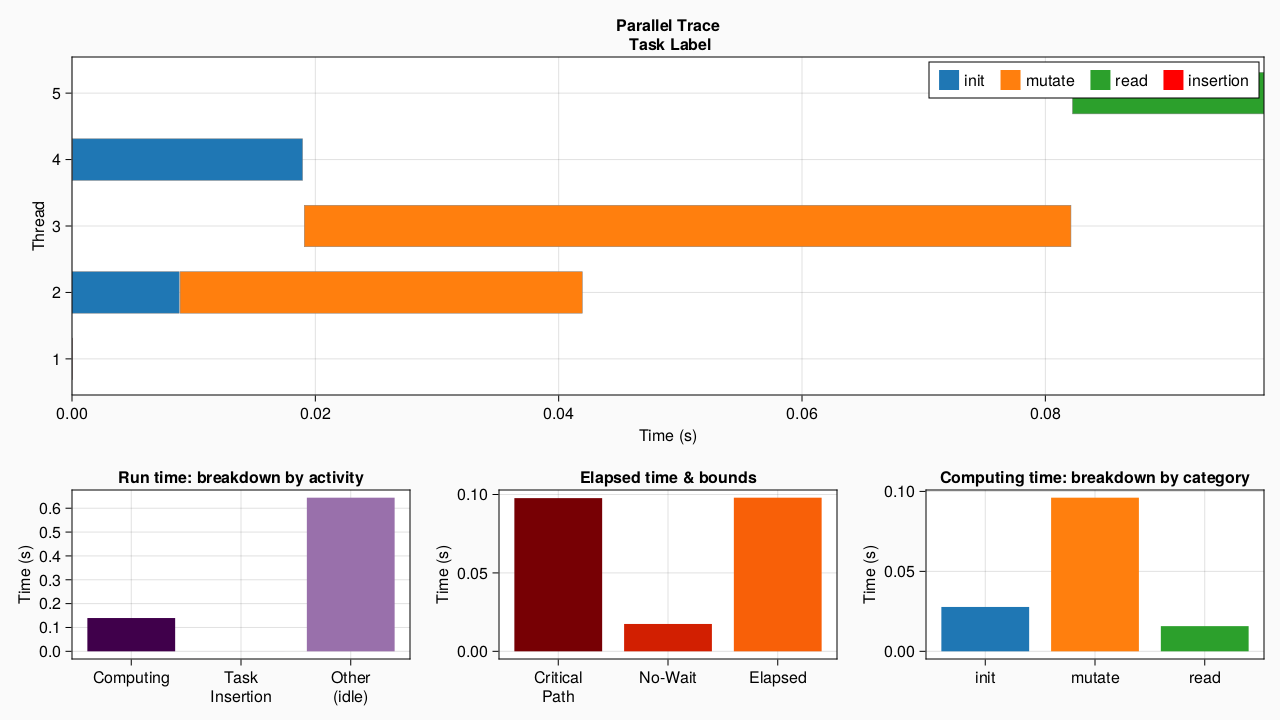 Parallel Trace
Task Label
init mutate read insertion
Thread
5
4
3
2
1
0.00 0.02 0.04 0.06 0.08
Time (s)
Run time: breakdown by activity
Time (s)
0.6
0.5
0.4
0.3
0.2
0.1
0.0
Computing Task Other
Insertion (idle)
Elapsed time & bounds
Time (s)
0.10
0.05
0.00
Critical No-Wait Elapsed
Path
Computing time: breakdown by category
Time (s)
0.10
0.05
0.00
init mutate read